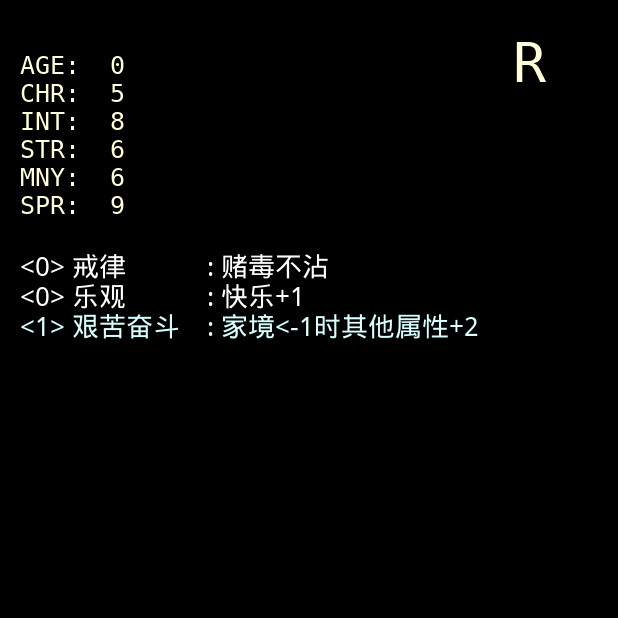 R
AGE: 0
CHR: 5
INT: 8
STR: 6
MNY: 6
SPR: 9
<0> 戒律 : 赌毒不沾
<0> 乐观 : 快乐+1
<1> 艰苦奋斗 : 家境<-1时其他属性+2